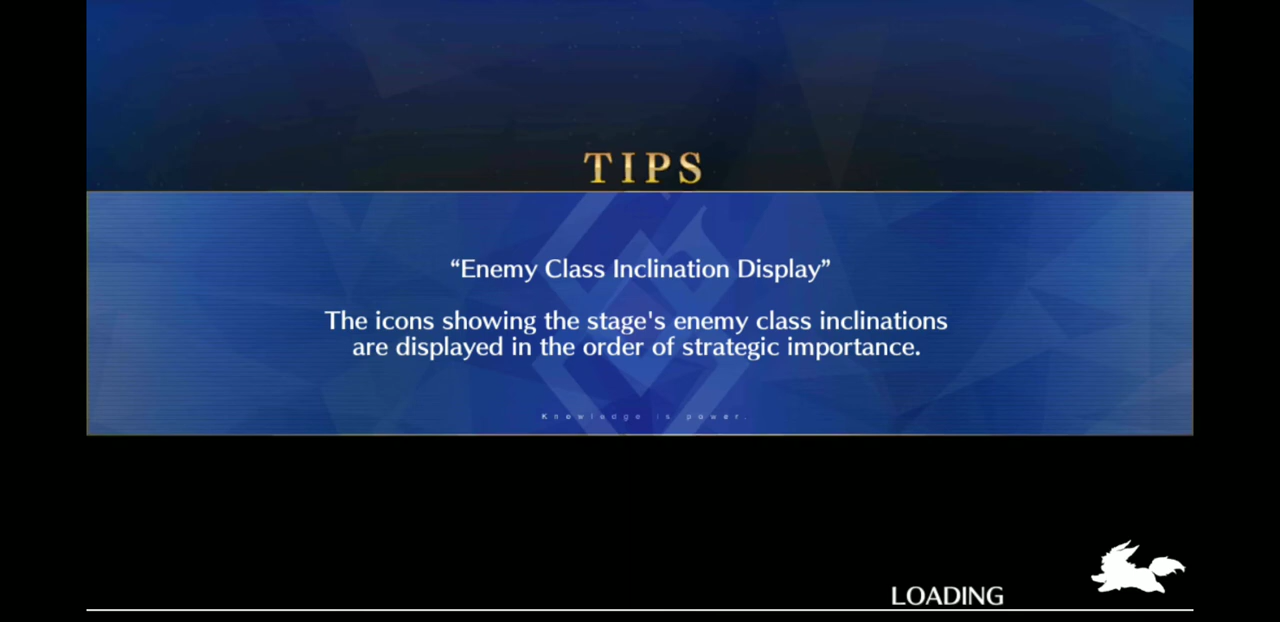 TIPS
“Enemy Class Inclination Display”
The icons showing the stage's enemy class inclinations
are displayed in the order of strategic importance.
Knowledge is power.
LOADING